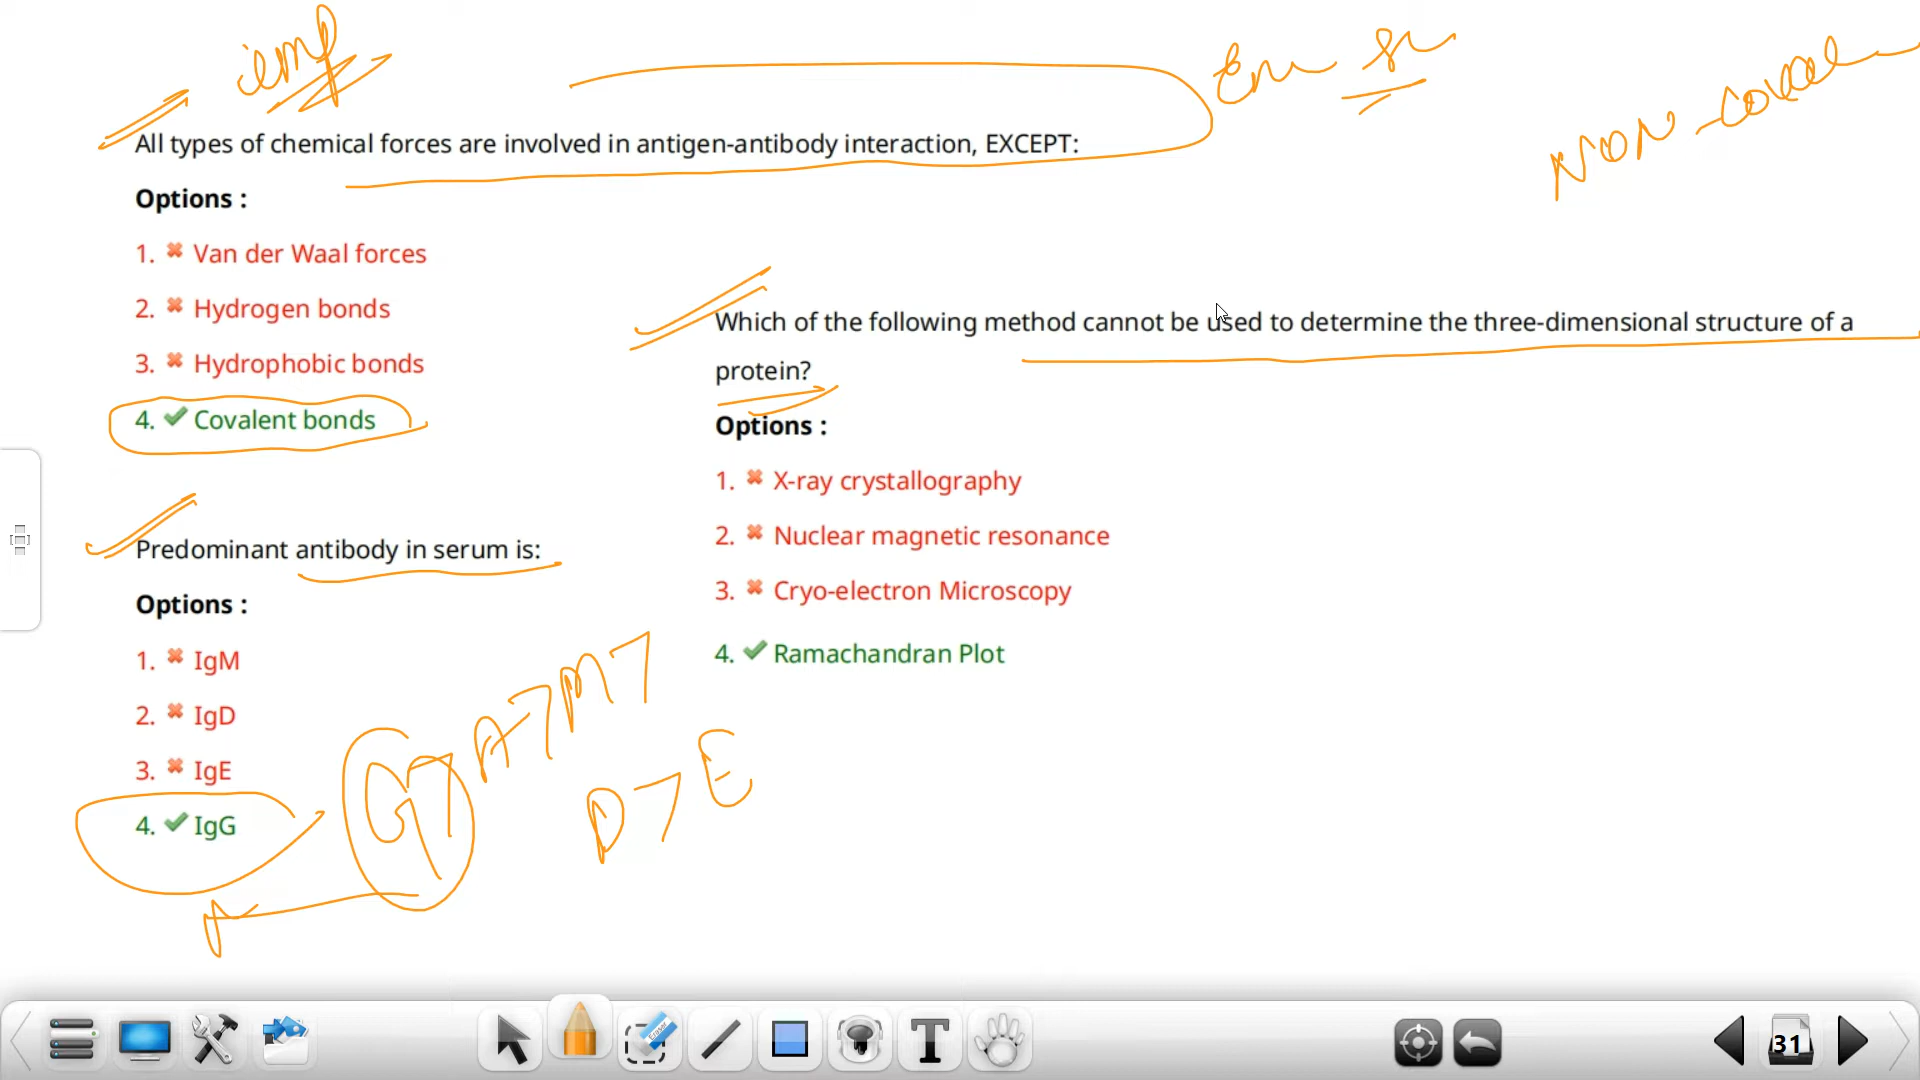 imp
Non-covalent
All types of chemical forces are involved in antigen-antibody interaction, EXCEPT:
Options :
1. Van der Waal forces
2. Hydrogen bonds
3. Hydrophobic bonds
4. Covalent bonds
Predominant antibody in serum is:
Options :
1. IgM
2. IgD
3. IgE
4. IgG
G > A > M >
D > E
Which of the following method cannot be used to determine the three-dimensional structure of a
protein?
Options :
1. X-ray crystallography
2. Nuclear magnetic resonance
3. Cryo-electron Microscopy
4. Ramachandran Plot
Eraser
T
31